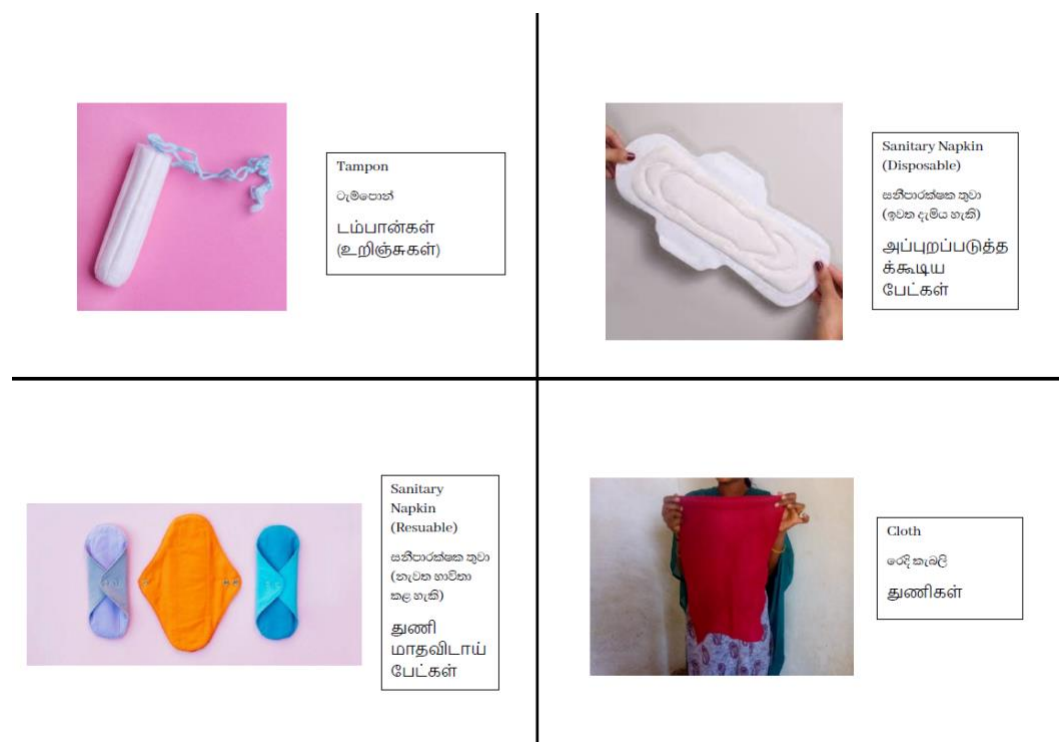 Tampon
ටැම්පොන්
டம்பான்கள்
(உறிஞ்சுகள்)
Sanitary Napkin
(Disposable)
සනීපාරක්ෂක තුවා
(ඉවත දැමිය හැකි)
அப்புறப்படுத்த
க்கூடிய
பேட்கள்
Sanitary
Napkin
(Resuable)
සනීපාරක්ෂක තුවා
(නැවත භාවිතා
කළ හැකි)
துணி
மாதவிடாய்
பேட்கள்
Cloth
රෙදි කැබලි
துணிகள்